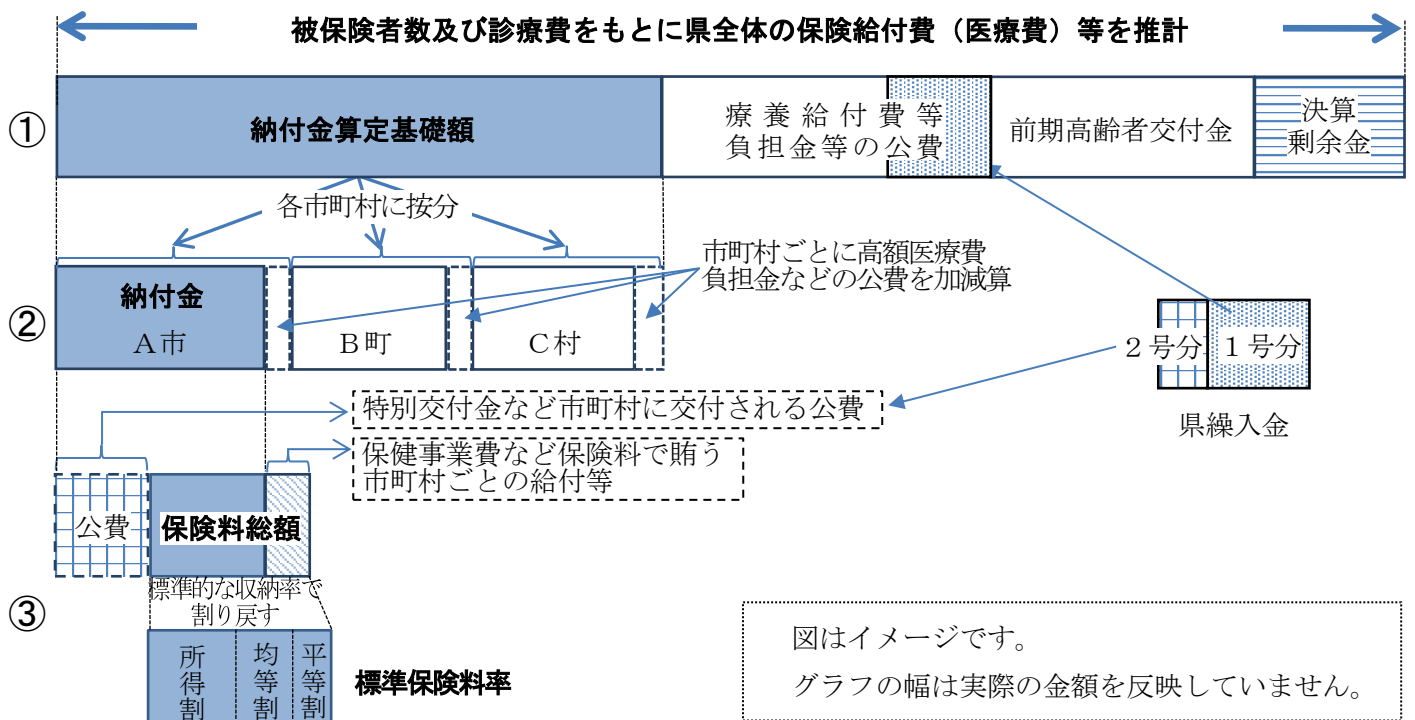 被保険者数及び診療費をもとに県全体の保険給付費（医療費）等を推計
①
納付金算定基礎額
療養給付費等
負担金等の公費
前期高齢者交付金
決算
剰余金
各市町村に按分
市町村ごとに高額医療費
負担金などの公費を加減算
②
納付金
Ａ市
Ｂ町
Ｃ村
２号分
１号分
県繰入金
特別交付金など市町村に交付される公費
保健事業費など保険料で賄う
市町村ごとの給付等
公費
保険料総額
標準的な収納率で
割り戻す
③
所得割
均等割
平等割
標準保険料率
図はイメージです。
グラフの幅は実際の金額を反映していません。